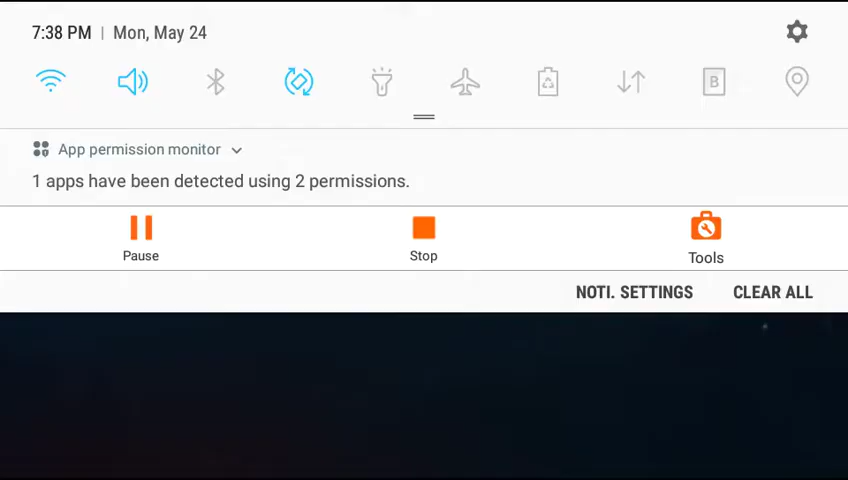 7:38 PM | Mon, May 24
B
App permission monitor
1 apps have been detected using 2 permissions.
Pause Stop Tools
NOTI. SETTINGS CLEAR ALL